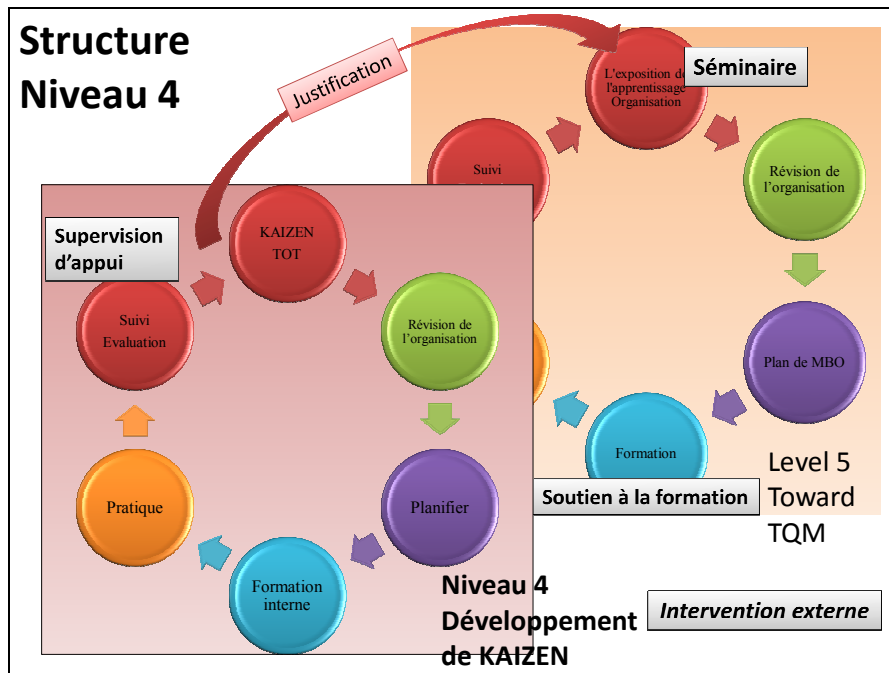 Structure
Niveau 4
Justification
L'exposition de
l'apprentissage
Organisation
Séminaire
Suivi
Révision de
l'organisation
Plan de MBO
Formation
Soutien à la formation
Level 5
Toward
TQM
Supervision
d'appui
KAIZEN
TOT
Suivi
Evaluation
Révision de
l'organisation
Pratique
Planifier
Formation
interne
Niveau 4
Développement
de KAIZEN
Intervention externe